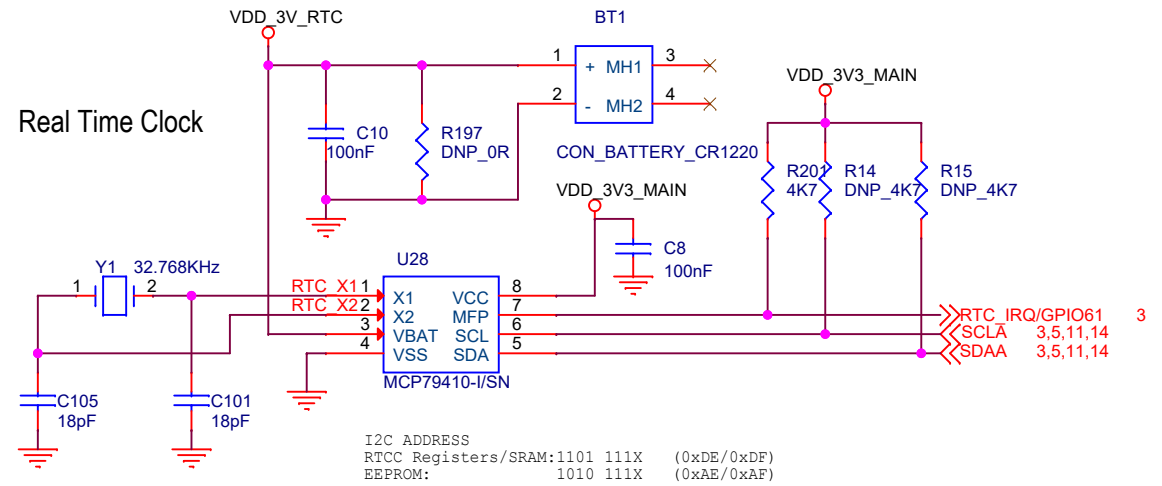 VDD_3V_RTC
BT1
1
+ MH1
3
2
- MH2
4
VDD_3V3_MAIN
Real Time Clock
C10
100nF
R197
DNP_0R
CON_BATTERY_CR1220
R201
4K7
R14
DNP_4K7
R15
DNP_4K7
VDD_3V3_MAIN
C8
100nF
Y1
32.768KHz
1
2
U28
RTC_X1 1
X1
VCC
8
RTC_X2 2
X2
MFP
7
3
VBAT
SCL
6
4
VSS
SDA
5
MCP79410-I/SN
RTC_IRQ/GPIO61 3
SCLA 3,5,11,14
SDAA 3,5,11,14
C105
18pF
C101
18pF
I2C ADDRESS
RTCC Registers/SRAM:1101 111X (0xDE/0xDF)
EEPROM: 1010 111X (0xAE/0xAF)